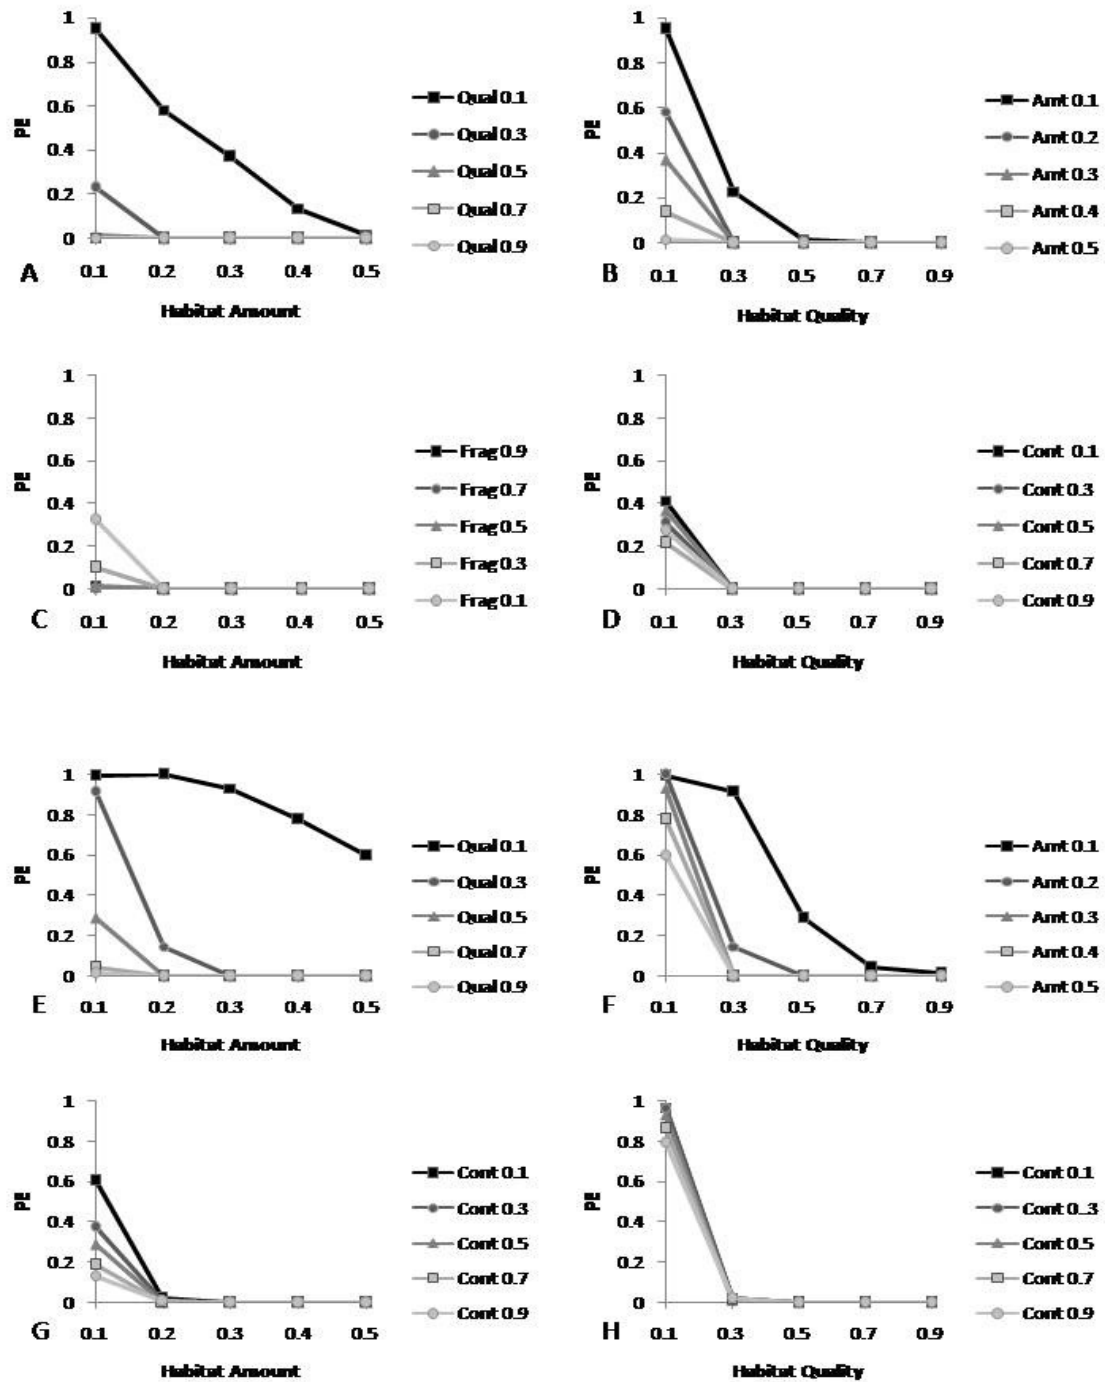 1
0.8
0.6
0.4
0.2
0
PE
0.1 0.2 0.3 0.4 0.5
Habitat Amount
A
Qual 0.1
Qual 0.3
Qual 0.5
Qual 0.7
Qual 0.9
1
0.8
0.6
0.4
0.2
0
PE
0.1 0.3 0.5 0.7 0.9
Habitat Quality
B
Amt 0.1
Amt 0.2
Amt 0.3
Amt 0.4
Amt 0.5
1
0.8
0.6
0.4
0.2
0
PE
0.1 0.2 0.3 0.4 0.5
Habitat Amount
C
Frag 0.9
Frag 0.7
Frag 0.5
Frag 0.3
Frag 0.1
1
0.8
0.6
0.4
0.2
0
PE
0.1 0.3 0.5 0.7 0.9
Habitat Quality
D
Cont 0.1
Cont 0.3
Cont 0.5
Cont 0.7
Cont 0.9
1
0.8
0.6
0.4
0.2
0
PE
0.1 0.2 0.3 0.4 0.5
Habitat Amount
E
Qual 0.1
Qual 0.3
Qual 0.5
Qual 0.7
Qual 0.9
1
0.8
0.6
0.4
0.2
0
PE
0.1 0.3 0.5 0.7 0.9
Habitat Quality
F
Amt 0.1
Amt 0.2
Amt 0.3
Amt 0.4
Amt 0.5
1
0.8
0.6
0.4
0.2
0
PE
0.1 0.2 0.3 0.4 0.5
Habitat Amount
G
Cont 0.1
Cont 0.3
Cont 0.5
Cont 0.7
Cont 0.9
1
0.8
0.6
0.4
0.2
0
PE
0.1 0.3 0.5 0.7 0.9
Habitat Quality
H
Cont 0.1
Cont 0.3
Cont 0.5
Cont 0.7
Cont 0.9